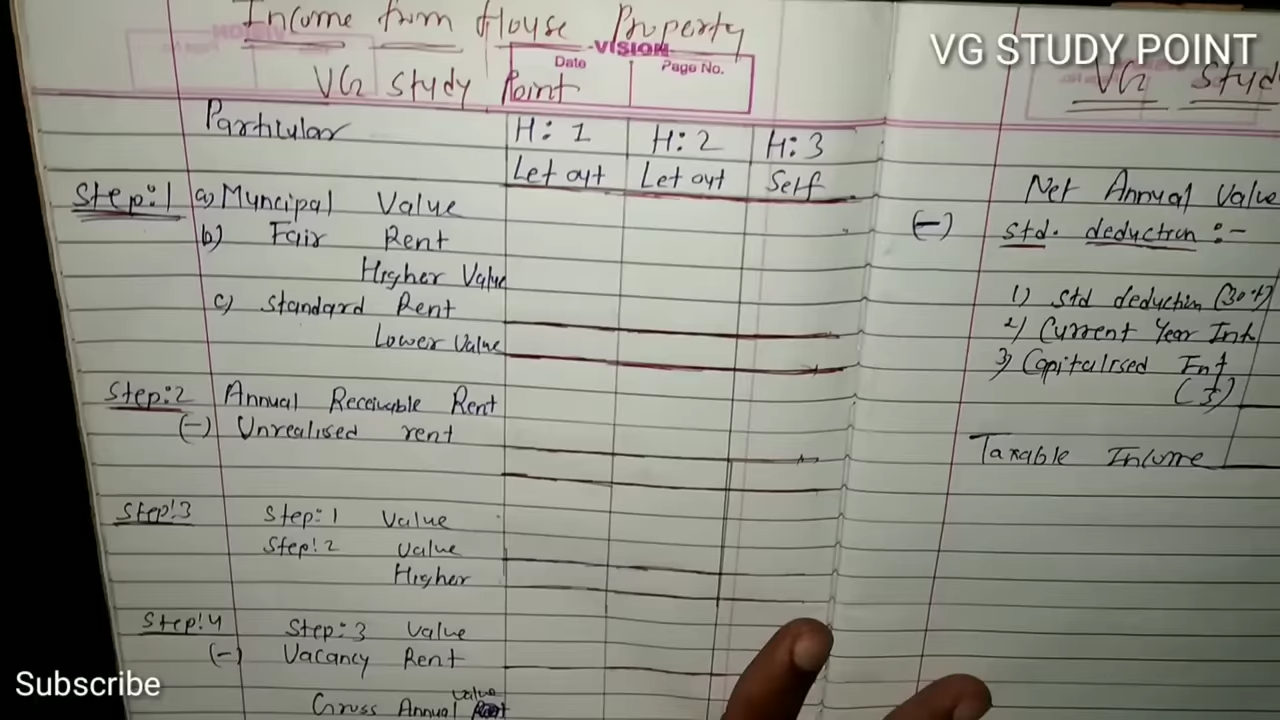 Income from House Property
VISION
Date
Page No.
VG Study Point
Particular
H: 1
H: 2
H: 3
Let out
Let out
Self
Step:1 a) Muncipal Value
b) Fair Rent
Higher Value
c) Standard Rent
Lower Value
Step:2 Annual Receivable Rent
(-) Unrealised rent
Step:3 Step:1 Value
Step:2 Value
Higher
Step:4 Step:3 Value
(-) Vacancy Rent
Gross Annual value
VG STUDY POINT
VG Stud
Net Annual Value
(-) std. deduction :-
1) Std deduction (30%)
2) Current Year Int
3) Capitalised Int
Taxable Income
Subscribe